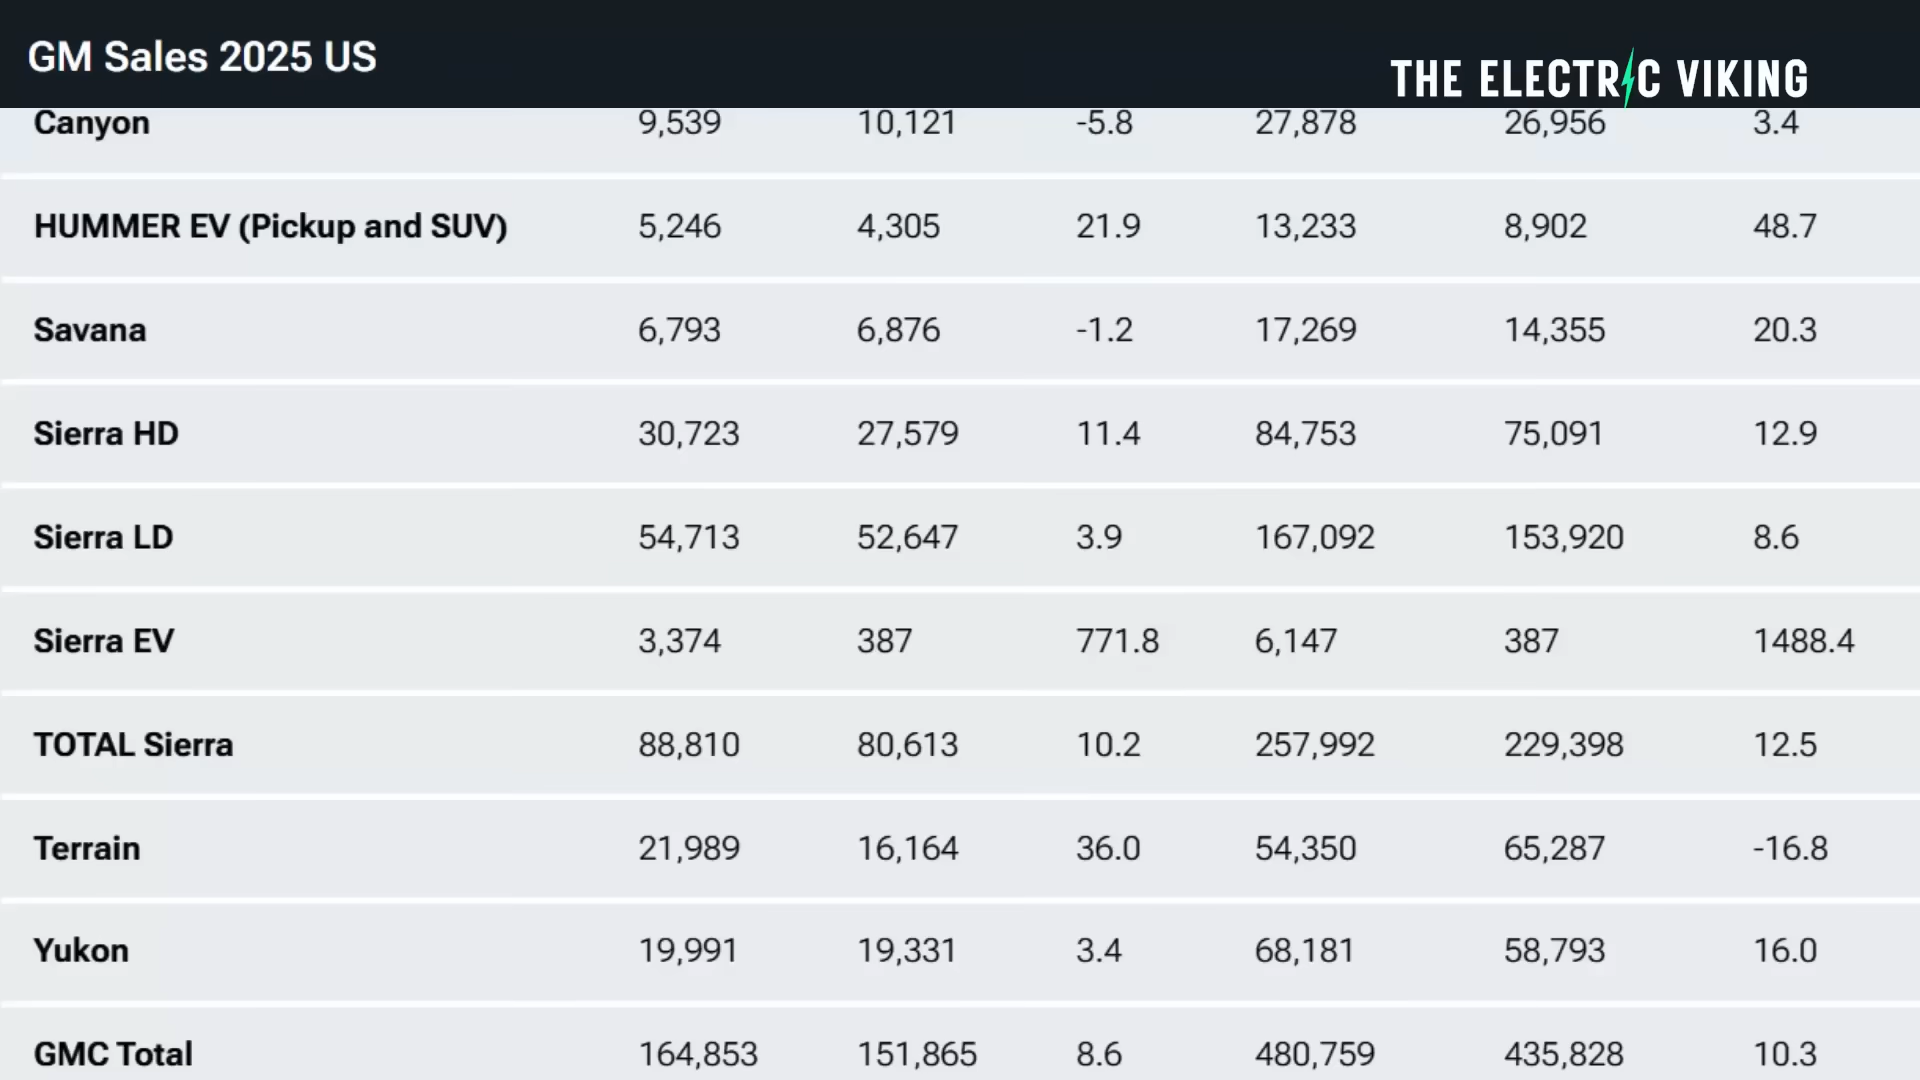 GM Sales 2025 US
THE ELECTRIC VIKING
Canyon 9,539 10,121 -5.8 27,878 26,956 3.4
HUMMER EV (Pickup and SUV) 5,246 4,305 21.9 13,233 8,902 48.7
Savana 6,793 6,876 -1.2 17,269 14,355 20.3
Sierra HD 30,723 27,579 11.4 84,753 75,091 12.9
Sierra LD 54,713 52,647 3.9 167,092 153,920 8.6
Sierra EV 3,374 387 771.8 6,147 387 1488.4
TOTAL Sierra 88,810 80,613 10.2 257,992 229,398 12.5
Terrain 21,989 16,164 36.0 54,350 65,287 -16.8
Yukon 19,991 19,331 3.4 68,181 58,793 16.0
GMC Total 164,853 151,865 8.6 480,759 435,828 10.3